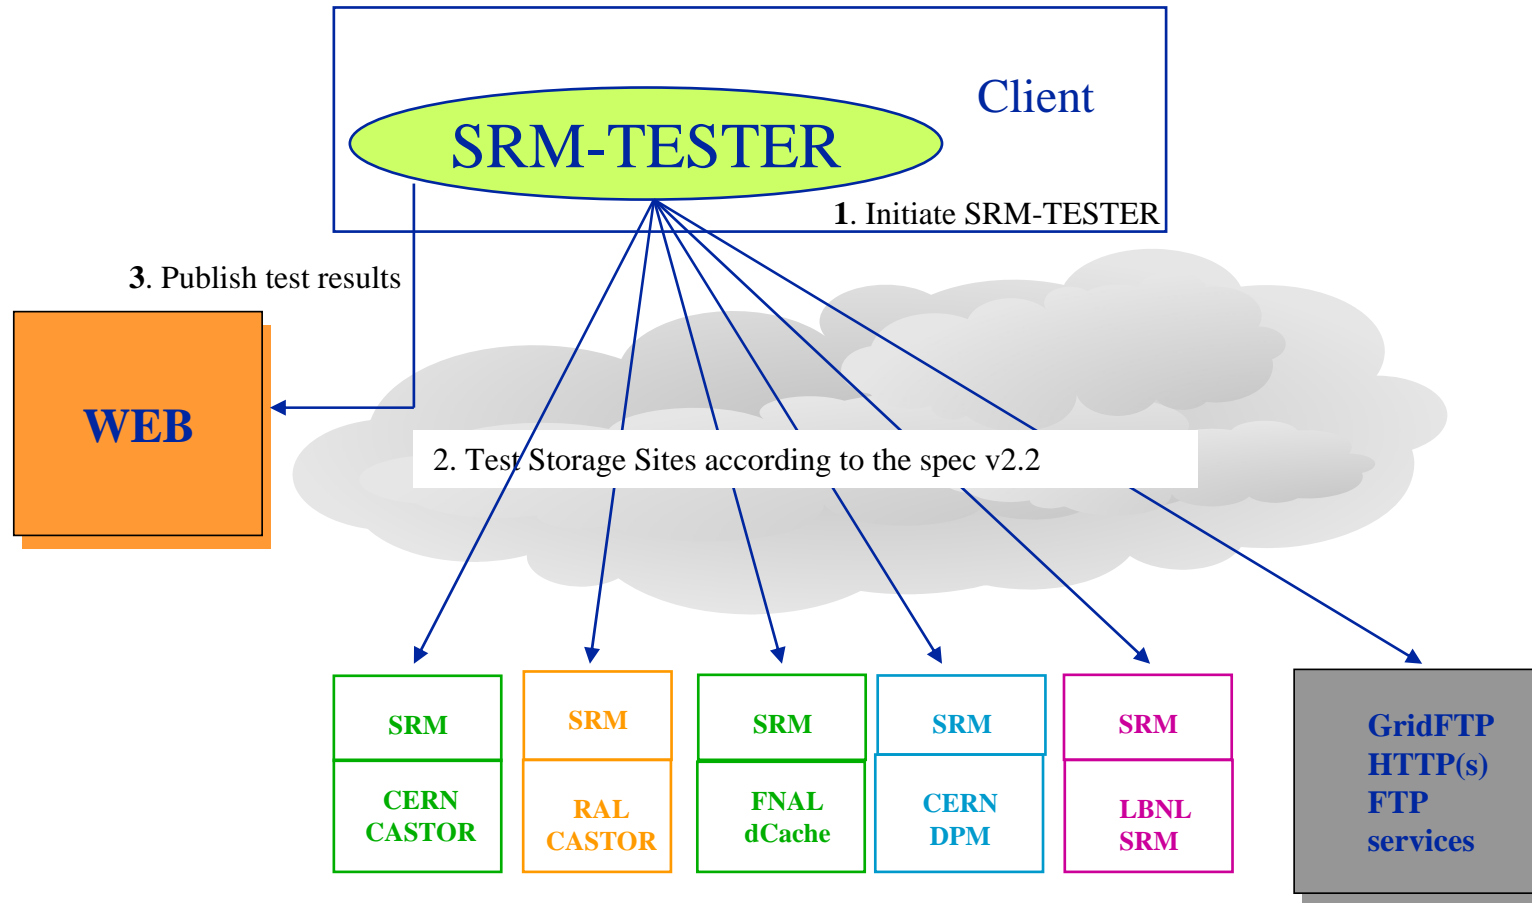 Client
SRM-TESTER
1. Initiate SRM-TESTER
3. Publish test results
WEB
2. Test Storage Sites according to the spec v2.2
SRM
CERN
CASTOR
SRM
RAL
CASTOR
SRM
FNAL
dCache
SRM
CERN
DPM
SRM
LBNL
SRM
GridFTP
HTTP(s)
FTP
services